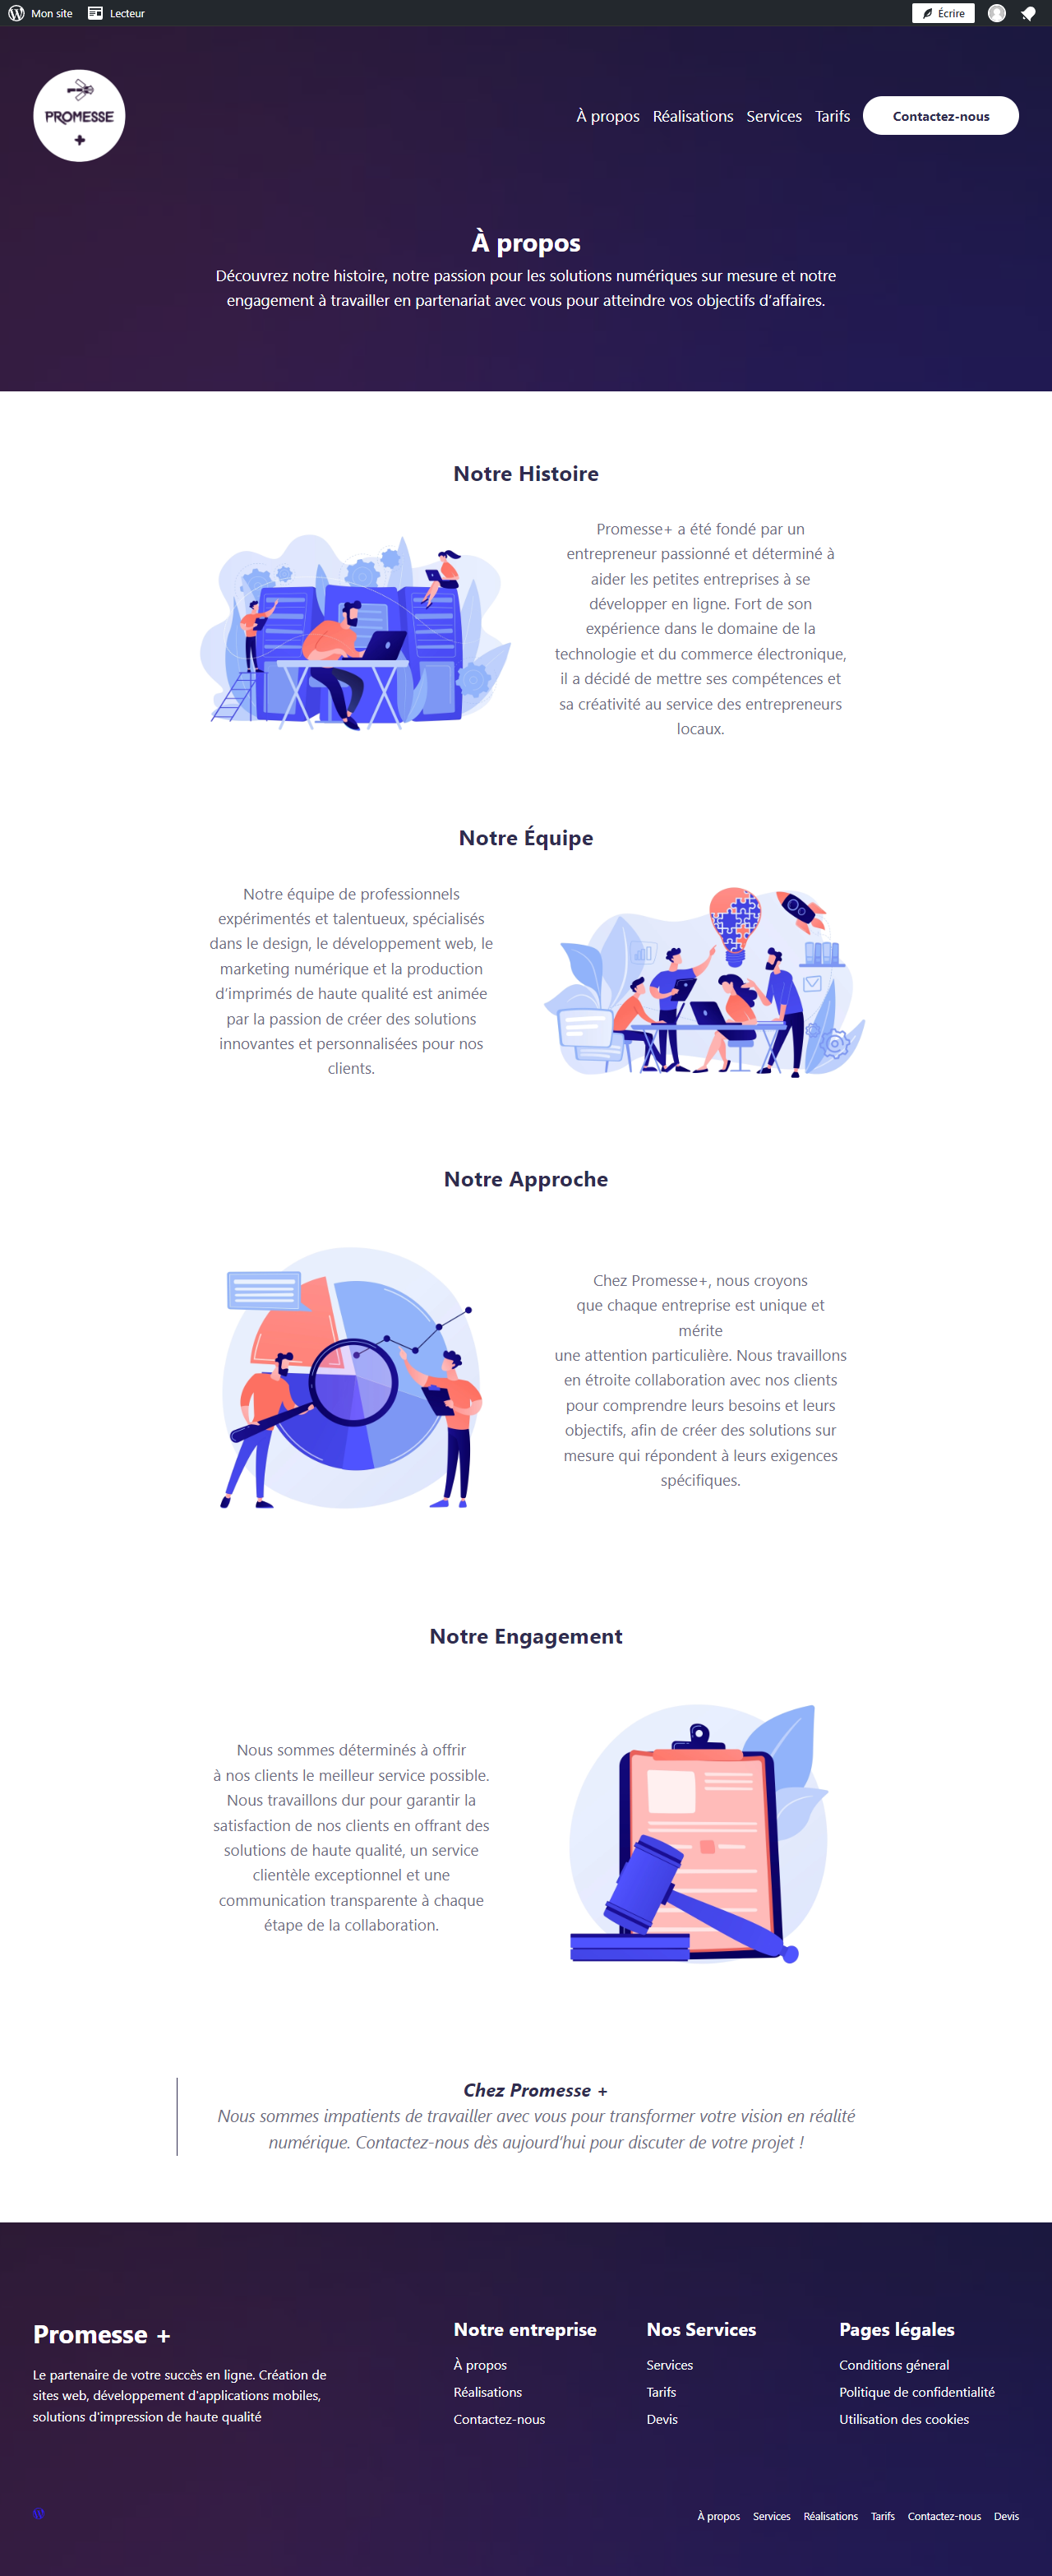 Mon site Lecteur Écrire
PROMESSE
+
À propos Réalisations Services Tarifs Contactez-nous
À propos
Découvrez notre histoire, notre passion pour les solutions numériques sur mesure et notre
engagement à travailler en partenariat avec vous pour atteindre vos objectifs d’affaires.
Notre Histoire
Promesse+ a été fondé par un
entrepreneur passionné et déterminé à
aider les petites entreprises à se
développer en ligne. Fort de son
expérience dans le domaine de la
technologie et du commerce électronique,
il a décidé de mettre ses compétences et
sa créativité au service des entrepreneurs
locaux.
Notre Équipe
Notre équipe de professionnels
expérimentés et talentueux, spécialisés
dans le design, le développement web, le
marketing numérique et la production
d’imprimés de haute qualité est animée
par la passion de créer des solutions
innovantes et personnalisées pour nos
clients.
Notre Approche
Chez Promesse+, nous croyons
que chaque entreprise est unique et
mérite
une attention particulière. Nous travaillons
en étroite collaboration avec nos clients
pour comprendre leurs besoins et leurs
objectifs, afin de créer des solutions sur
mesure qui répondent à leurs exigences
spécifiques.
Notre Engagement
Nous sommes déterminés à offrir
à nos clients le meilleur service possible.
Nous travaillons dur pour garantir la
satisfaction de nos clients en offrant des
solutions de haute qualité, un service
clientèle exceptionnel et une
communication transparente à chaque
étape de la collaboration.
Chez Promesse +
Nous sommes impatients de travailler avec vous pour transformer votre vision en réalité
numérique. Contactez-nous dès aujourd’hui pour discuter de votre projet !
Promesse +
Le partenaire de votre succès en ligne. Création de
sites web, développement d'applications mobiles,
solutions d'impression de haute qualité
Notre entreprise
À propos
Réalisations
Contactez-nous
Nos Services
Services
Tarifs
Devis
Pages légales
Conditions géneral
Politique de confidentialité
Utilisation des cookies
À propos Services Réalisations Tarifs Contactez-nous Devis